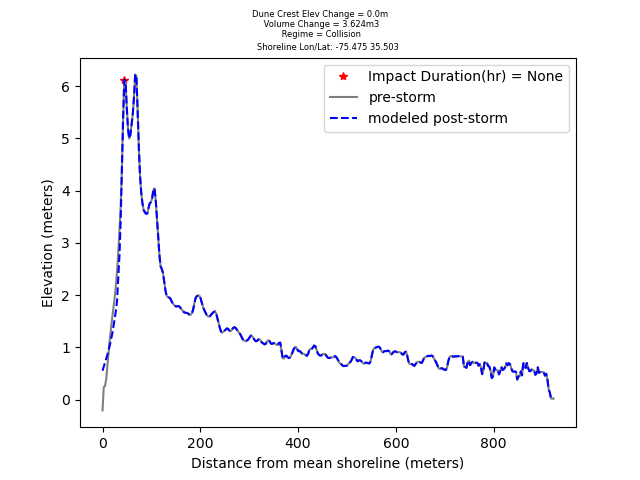 Dune Crest Elev Change = 0.0m
Volume Change = 3.624m3
Regime = Collision
Shoreline Lon/Lat: -75.475 35.503
Impact Duration(hr) = None
pre-storm
modeled post-storm
6
5
4
3
2
1
0
Elevation (meters)
0 200 400 600 800
Distance from mean shoreline (meters)